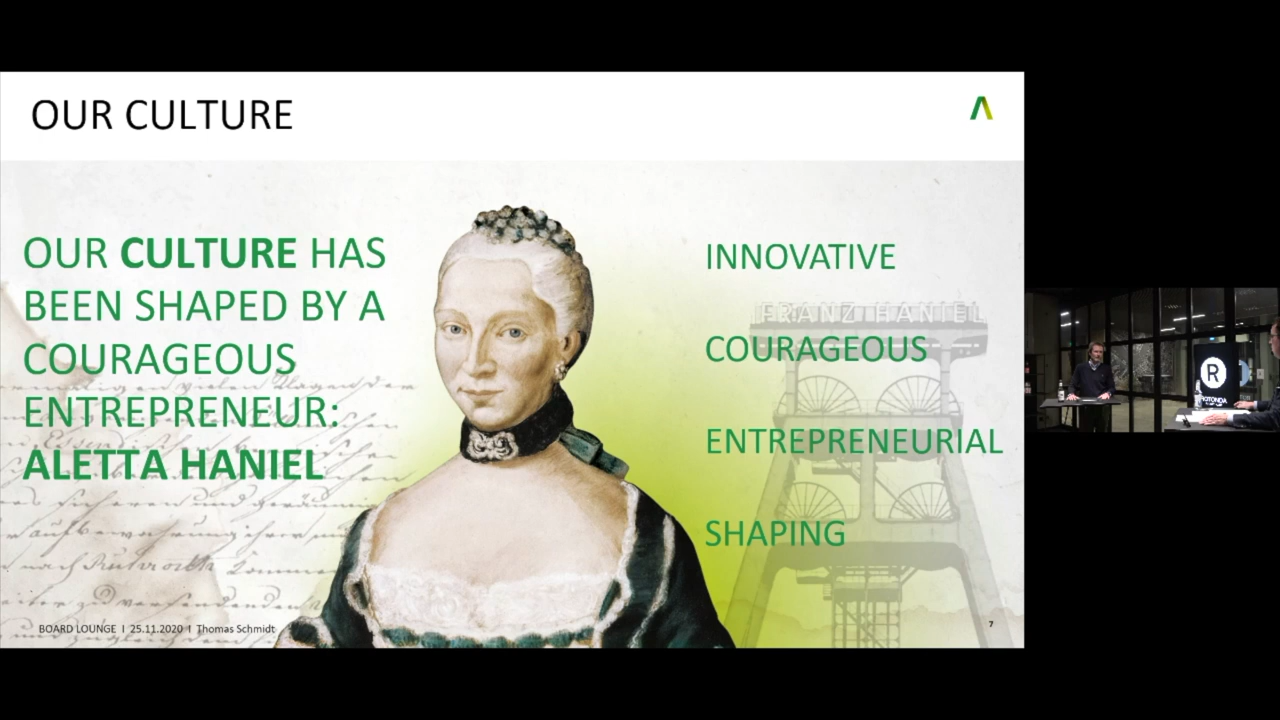 OUR CULTURE
OUR CULTURE HAS
BEEN SHAPED BY A
COURAGEOUS
ENTREPRENEUR:
ALETTA HANIEL
INNOVATIVE
FRANZ HANIEL
COURAGEOUS
ENTREPRENEURIAL
SHAPING
BOARD LOUNGE I 25.11.2020 I Thomas Schmidt
7
R
ROTONDA